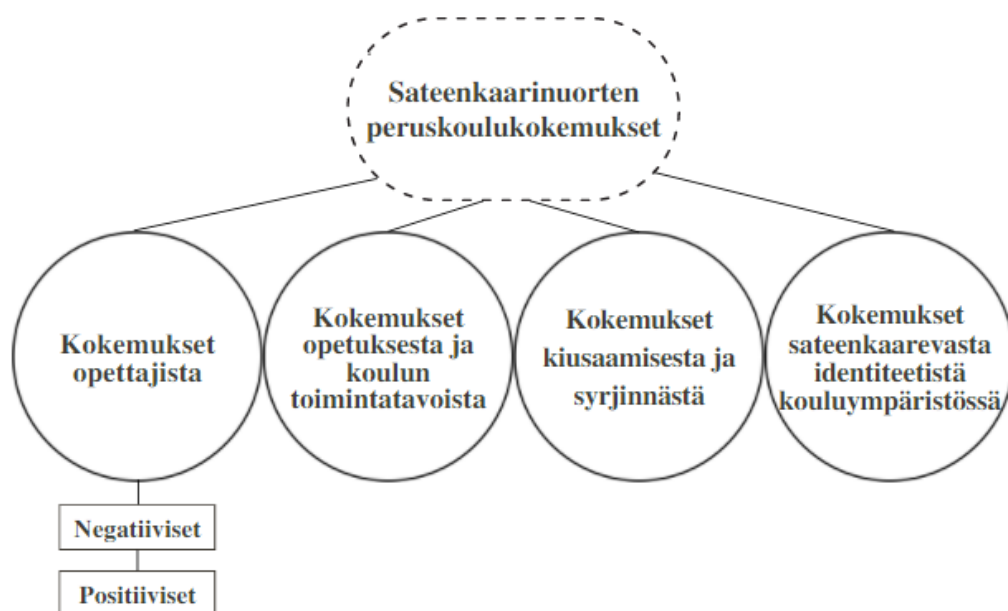 Sateenkaarinuorten
peruskoulukokemukset
Kokemukset
opettajista
Kokemukset
opetuksesta ja
koulun
toimintatavoista
Kokemukset
kiusaamisesta ja
syrjinnästä
Kokemukset
sateenkaarevasta
identiteetistä
kouluympäristössä
Negatiiviset
Positiiviset